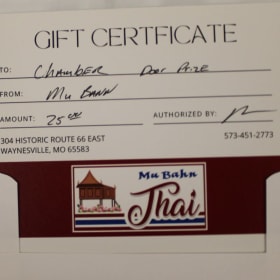 GIFT CERTFICATE
TO: CHAMBER DOOR PRIZE
FROM: MU BAHN
AMOUNT: 25 00 AUTHORIZED BY:
304 HISTORIC ROUTE 66 EAST 573-451-2773
WAYNESVILLE, MO 65583
Mu Bahn
Thai